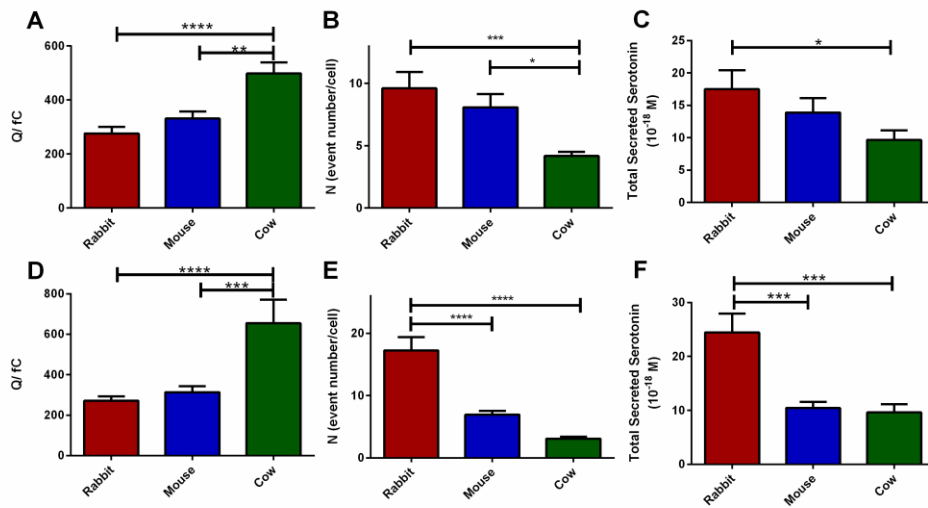 A
****
**
600
400
200
0
Q/ fC
Rabbit
Mouse
Cow
B
***
*
10
5
0
N (event number/cell)
Rabbit
Mouse
Cow
C
*
25
20
15
10
5
0
Total Secreted Serotonin
(10⁻¹⁸ M)
Rabbit
Mouse
Cow
D
****
***
800
600
400
200
0
Q/ fC
Rabbit
Mouse
Cow
E
****
****
20
10
0
N (event number/cell)
Rabbit
Mouse
Cow
F
***
***
30
20
10
0
Total Secreted Serotonin
(10⁻¹⁸ M)
Rabbit
Mouse
Cow